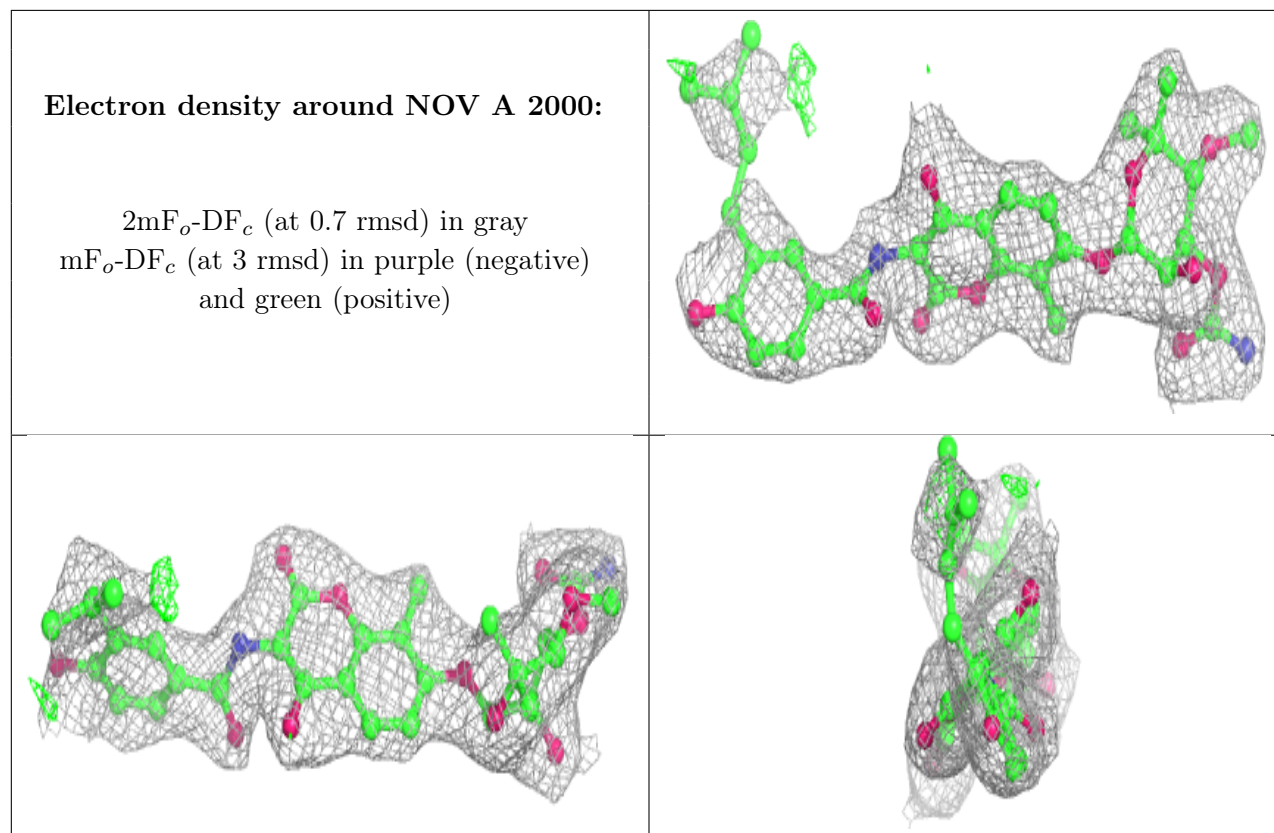 Electron density around NOV A 2000:
2mFo-DFc (at 0.7 rmsd) in gray
mFo-DFc (at 3 rmsd) in purple (negative)
and green (positive)